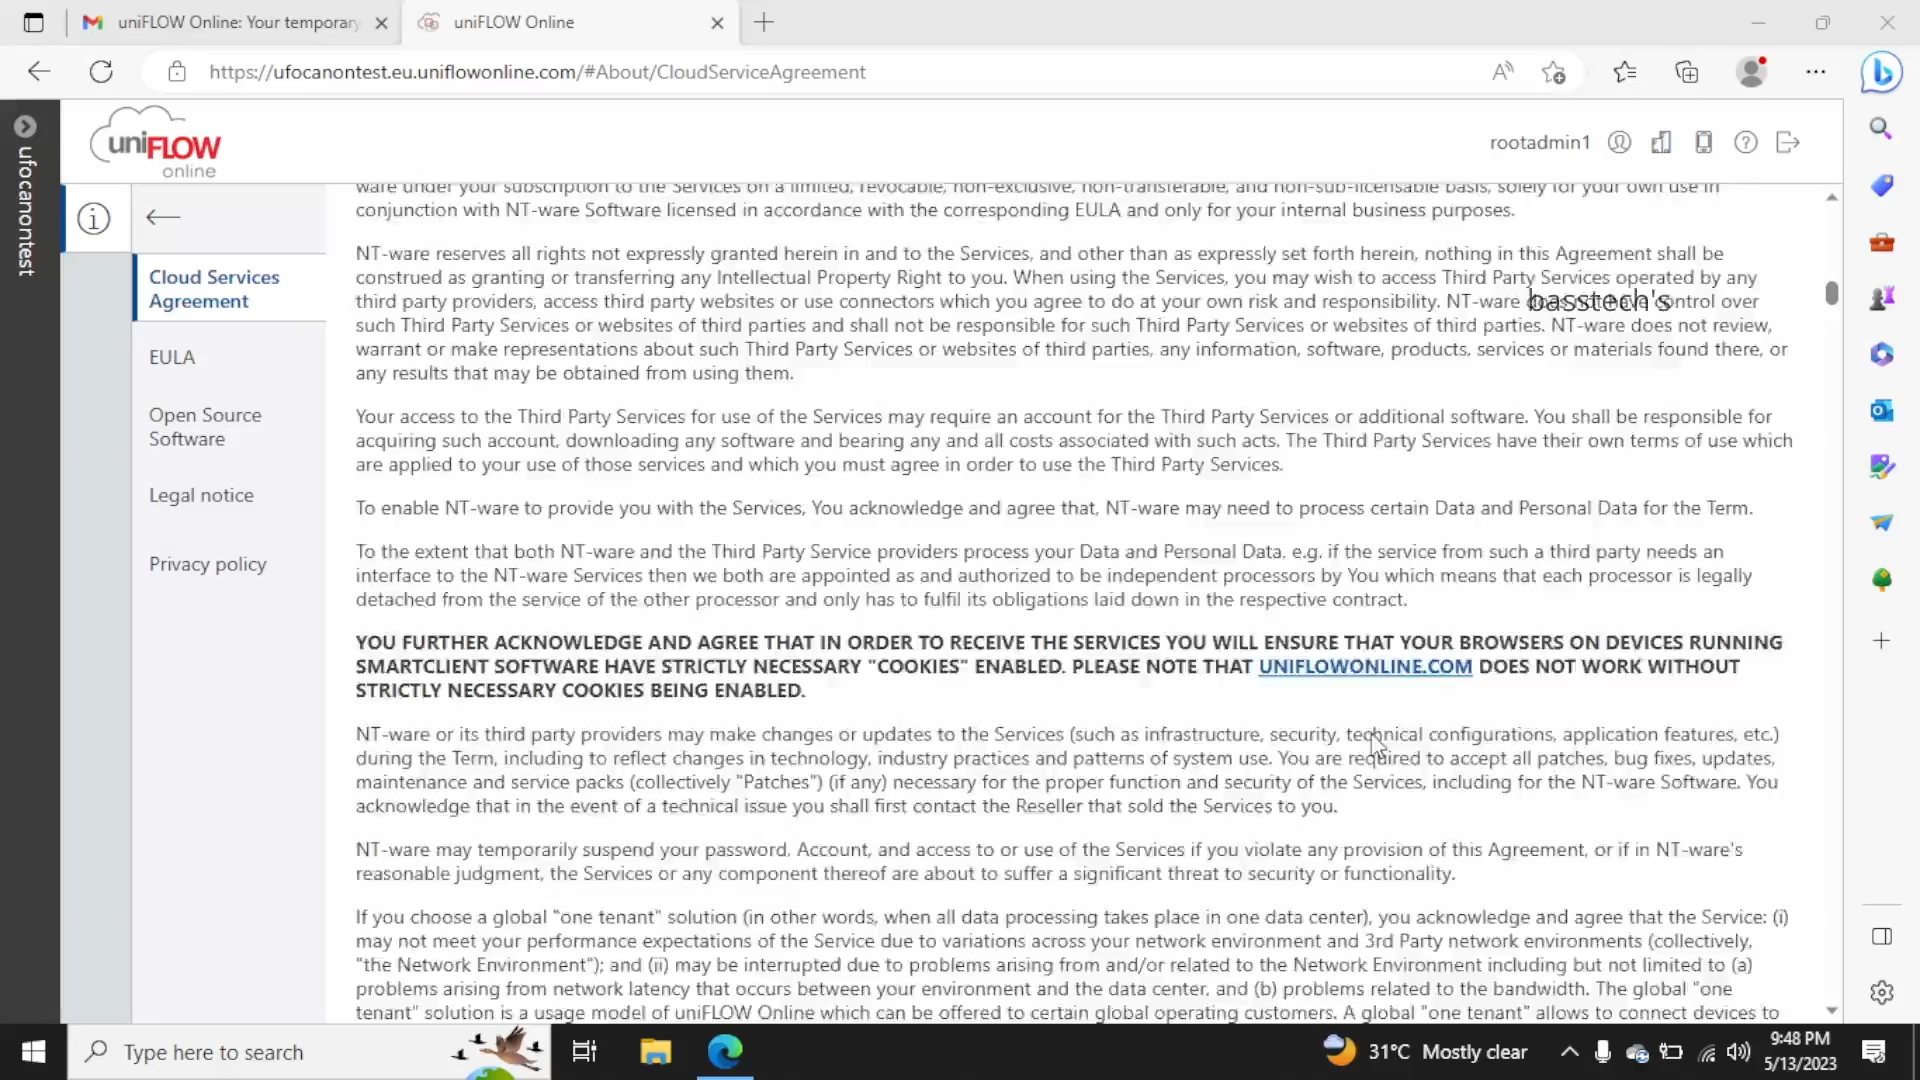 uniFLOW Online: Your temporary
uniFLOW Online
https://ufocanontest.eu.uniflowonline.com/#About/CloudServiceAgreement
uniFLOW
online
rootadmin1
ufocanontest
Cloud Services
Agreement
EULA
Open Source
Software
Legal notice
Privacy policy
ware under your subscription to the Services on a limited, revocable, non-exclusive, non-transferable, and non-sub-licensable basis, solely for your own use in
conjunction with NT-ware Software licensed in accordance with the corresponding EULA and only for your internal business purposes.
NT-ware reserves all rights not expressly granted herein in and to the Services, and other than as expressly set forth herein, nothing in this Agreement shall be
construed as granting or transferring any Intellectual Property Right to you. When using the Services, you may wish to access Third Party Services operated by any
third party providers, access third party websites or use connectors which you agree to do at your own risk and responsibility. NT-ware does not have control over
basstech's
such Third Party Services or websites of third parties and shall not be responsible for such Third Party Services or websites of third parties. NT-ware does not review,
warrant or make representations about such Third Party Services or websites of third parties, any information, software, products, services or materials found there, or
any results that may be obtained from using them.
Your access to the Third Party Services for use of the Services may require an account for the Third Party Services or additional software. You shall be responsible for
acquiring such account, downloading any software and bearing any and all costs associated with such acts. The Third Party Services have their own terms of use which
are applied to your use of those services and which you must agree in order to use the Third Party Services.
To enable NT-ware to provide you with the Services, You acknowledge and agree that, NT-ware may need to process certain Data and Personal Data for the Term.
To the extent that both NT-ware and the Third Party Service providers process your Data and Personal Data, e.g. if the service from such a third party needs an
interface to the NT-ware Services then we both are appointed as and authorized to be independent processors by You which means that each processor is legally
detached from the service of the other processor and only has to fulfil its obligations laid down in the respective contract.
YOU FURTHER ACKNOWLEDGE AND AGREE THAT IN ORDER TO RECEIVE THE SERVICES YOU WILL ENSURE THAT YOUR BROWSERS ON DEVICES RUNNING
SMARTCLIENT SOFTWARE HAVE STRICTLY NECESSARY "COOKIES" ENABLED. PLEASE NOTE THAT UNIFLOWONLINE.COM DOES NOT WORK WITHOUT
STRICTLY NECESSARY COOKIES BEING ENABLED.
NT-ware or its third party providers may make changes or updates to the Services (such as infrastructure, security, technical configurations, application features, etc.)
during the Term, including to reflect changes in technology, industry practices and patterns of system use. You are required to accept all patches, bug fixes, updates,
maintenance and service packs (collectively "Patches") (if any) necessary for the proper function and security of the Services, including for the NT-ware Software. You
acknowledge that in the event of a technical issue you shall first contact the Reseller that sold the Services to you.
NT-ware may temporarily suspend your password, Account, and access to or use of the Services if you violate any provision of this Agreement, or if in NT-ware's
reasonable judgment, the Services or any component thereof are about to suffer a significant threat to security or functionality.
If you choose a global "one tenant" solution (in other words, when all data processing takes place in one data center), you acknowledge and agree that the Service: (i)
may not meet your performance expectations of the Service due to variations across your network environment and 3rd Party network environments (collectively,
"the Network Environment"); and (ii) may be interrupted due to problems arising from and/or related to the Network Environment including but not limited to (a)
problems arising from network latency that occurs between your environment and the data center, and (b) problems related to the bandwidth. The global "one
tenant" solution is a usage model of uniFLOW Online which can be offered to certain global operating customers. A global "one tenant" allows to connect devices to
Type here to search
31°C Mostly clear
9:48 PM
5/13/2023